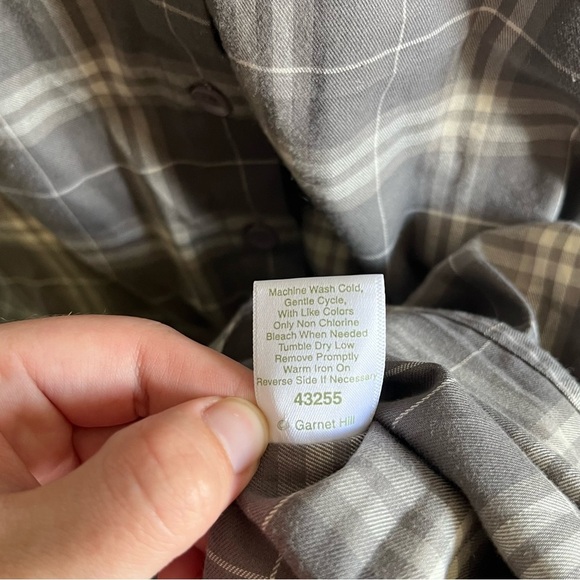 Machine Wash Cold,
Gentle Cycle,
With Like Colors
Only Non Chlorine
Bleach When Needed
Tumble Dry Low
Remove Promptly
Warm Iron On
Reverse Side If Necessary
43255
© Garnet Hill